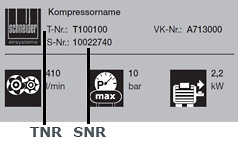 schneider
airsystems
Kompressorname
T-Nr.: T100100 VK-Nr.: A713000
S-Nr.: 10022740
410
l/min
P
max
10
bar
2,2
kW
TNR SNR